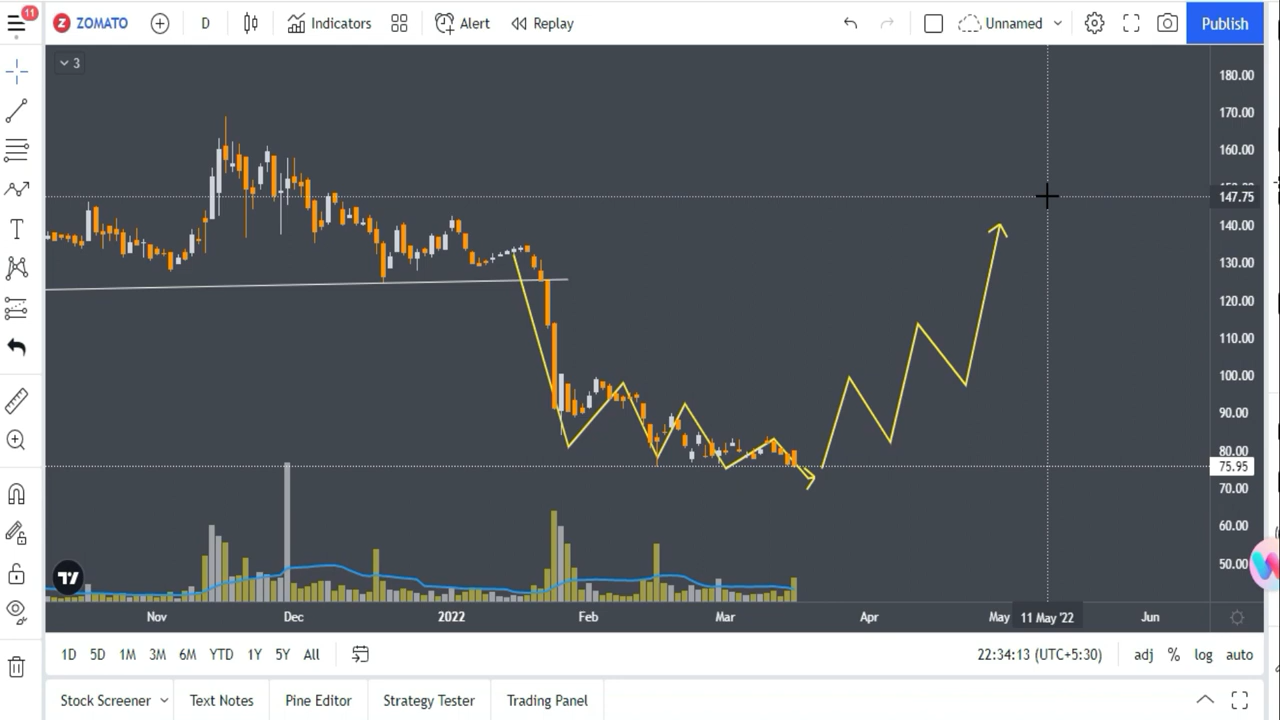 11
ZOMATO
D
Indicators
Alert
Replay
Unnamed
Publish
3
180.00
170.00
160.00
147.75
140.00
130.00
120.00
110.00
100.00
90.00
80.00
75.95
70.00
60.00
50.00
Nov
Dec
2022
Feb
Mar
Apr
May
11 May '22
Jun
1D
5D
1M
3M
6M
YTD
1Y
5Y
All
22:34:13 (UTC+5:30)
adj
%
log
auto
Stock Screener
Text Notes
Pine Editor
Strategy Tester
Trading Panel